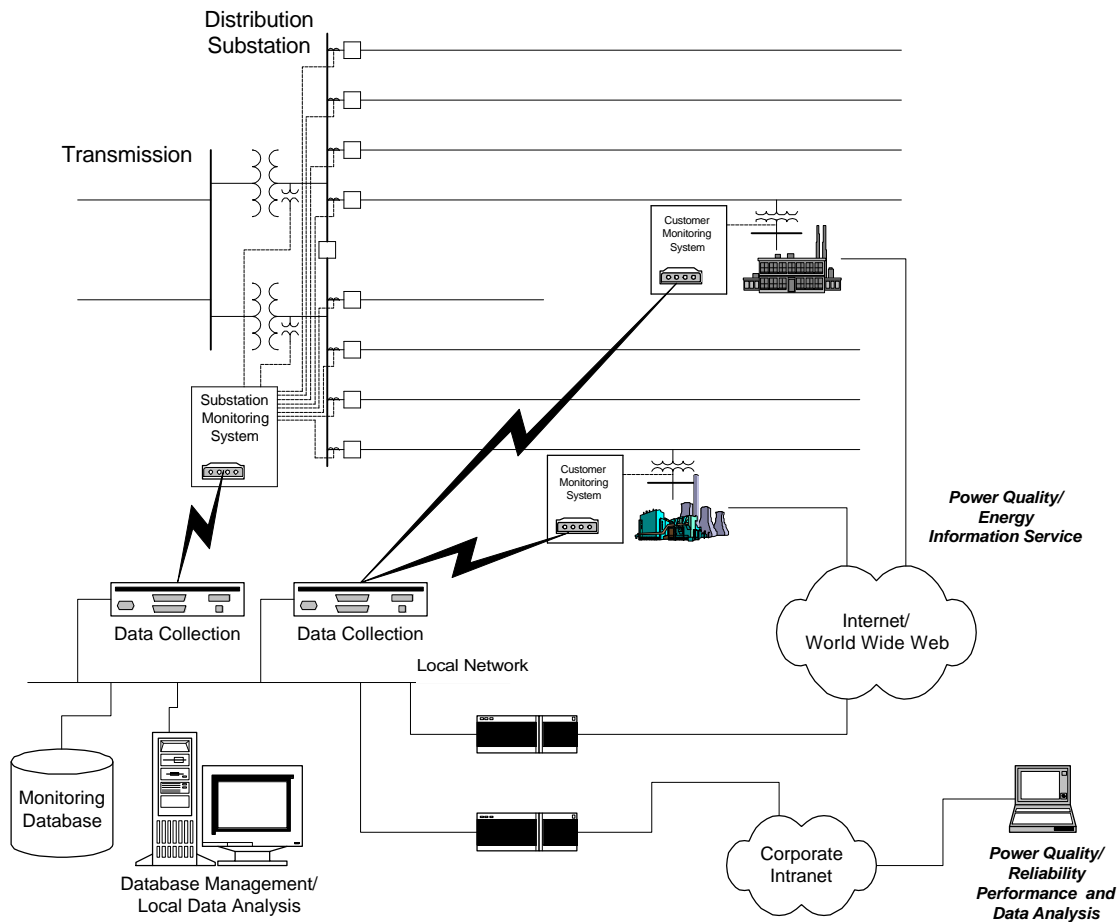 Distribution
Substation
Transmission
Customer
Monitoring
System
Substation
Monitoring
System
Customer
Monitoring
System
Power Quality/
Energy
Information Service
Data Collection
Data Collection
Internet/
World Wide Web
Local Network
Monitoring
Database
Database Management/
Local Data Analysis
Corporate
Intranet
Power Quality/
Reliability
Performance and
Data Analysis